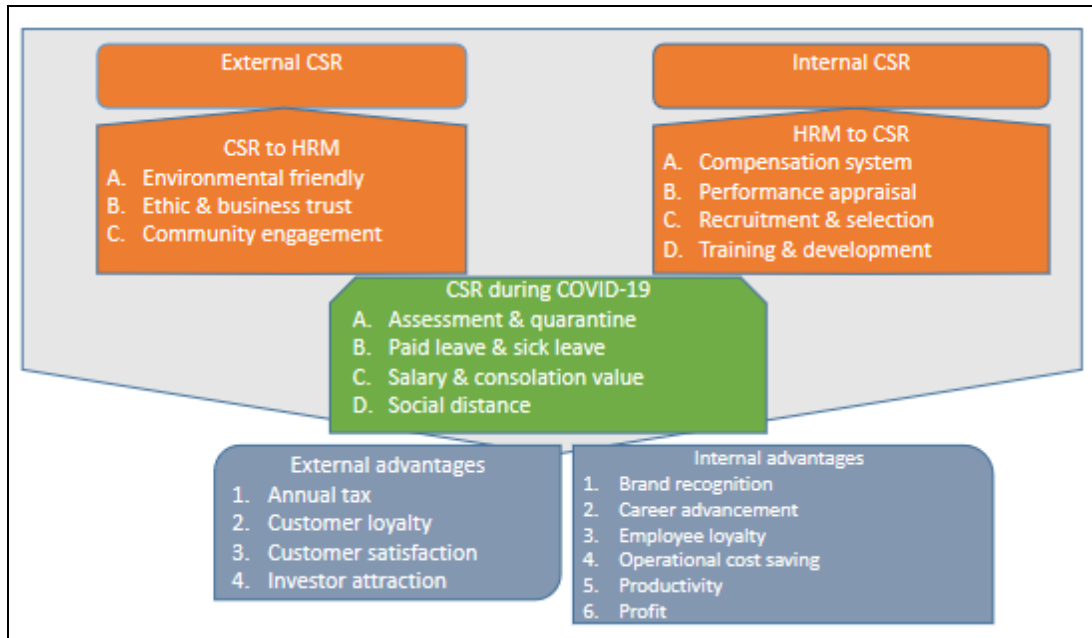 External CSR
Internal CSR
CSR to HRM
A. Environmental friendly
B. Ethic & business trust
C. Community engagement
HRM to CSR
A. Compensation system
B. Performance appraisal
C. Recruitment & selection
D. Training & development
CSR during COVID-19
A. Assessment & quarantine
B. Paid leave & sick leave
C. Salary & consolation value
D. Social distance
External advantages
1. Annual tax
2. Customer loyalty
3. Customer satisfaction
4. Investor attraction
Internal advantages
1. Brand recognition
2. Career advancement
3. Employee loyalty
4. Operational cost saving
5. Productivity
6. Profit